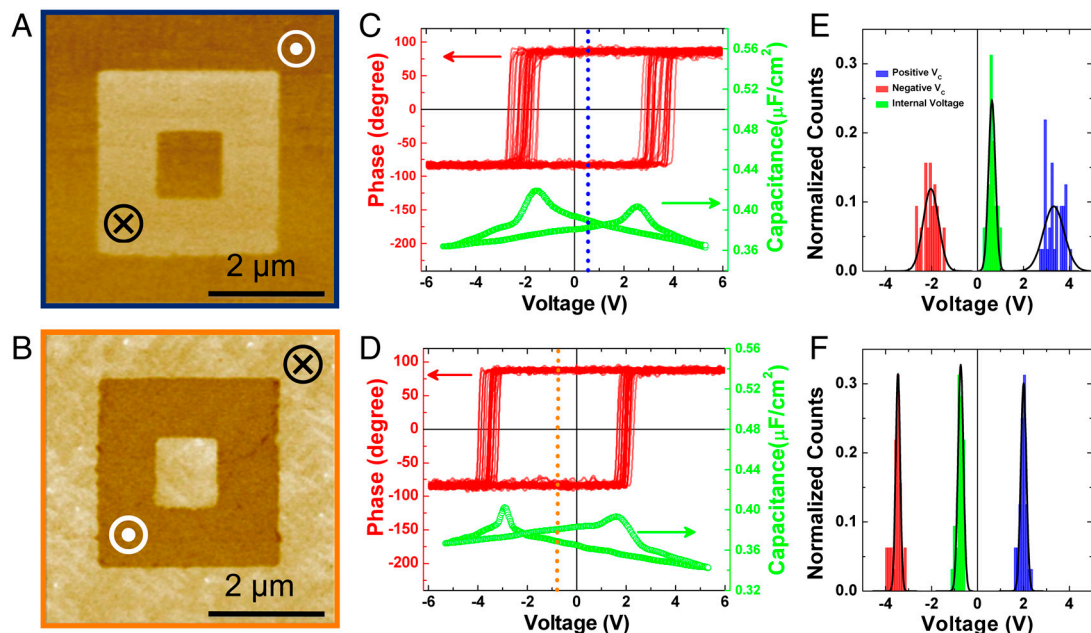 A
2 μm
B
2 μm
C
Phase (degree)
100
50
0
-50
-100
-150
-200
0.56
0.52
0.48
0.44
0.40
0.36
Capacitance(μF/cm²)
-6 -4 -2 0 2 4 6
Voltage (V)
D
Phase (degree)
100
50
0
-50
-100
-150
-200
0.56
0.52
0.48
0.44
0.40
0.36
0.32
Capacitance(μF/cm²)
-6 -4 -2 0 2 4 6
Voltage (V)
E
Normalized Counts
0.3
0.2
0.1
0.0
Positive Vc
Negative Vc
Internal Voltage
-4 -2 0 2 4
Voltage (V)
F
Normalized Counts
0.3
0.2
0.1
0.0
-4 -2 0 2 4
Voltage (V)